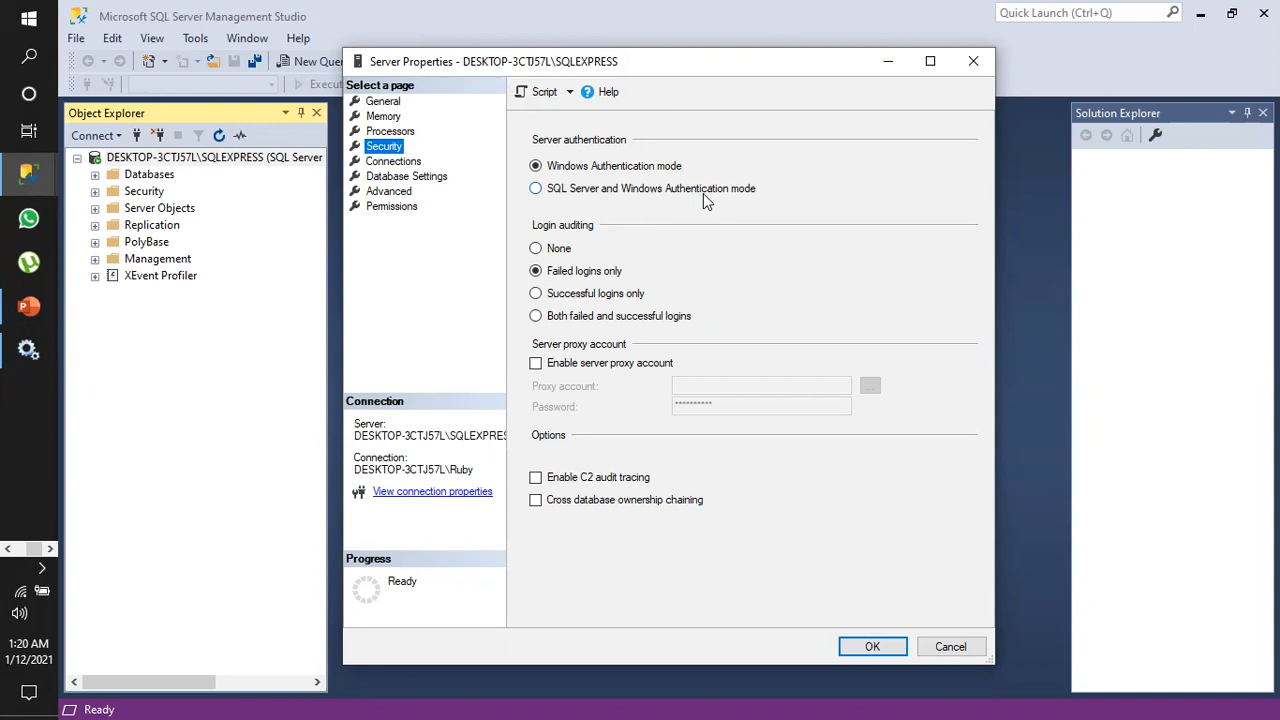 Microsoft SQL Server Management Studio
Quick Launch (Ctrl+Q)
File Edit View Tools Window Help
New Que
Execut
Object Explorer
Connect
DESKTOP-3CTJ57L\SQLEXPRESS (SQL Server
Databases
Security
Server Objects
Replication
PolyBase
Management
XEvent Profiler
Server Properties - DESKTOP-3CTJ57L\SQLEXPRESS
Select a page
General
Memory
Processors
Security
Connections
Database Settings
Advanced
Permissions
Connection
Server:
DESKTOP-3CTJ57L\SQLEXPRES
Connection:
DESKTOP-3CTJ57L\Ruby
View connection properties
Progress
Ready
Script Help
Server authentication
Windows Authentication mode
SQL Server and Windows Authentication mode
Login auditing
None
Failed logins only
Successful logins only
Both failed and successful logins
Server proxy account
Enable server proxy account
Proxy account:
...
Password:
**********
Options
Enable C2 audit tracing
Cross database ownership chaining
OK
Cancel
Solution Explorer
1:20 AM
1/12/2021
Ready